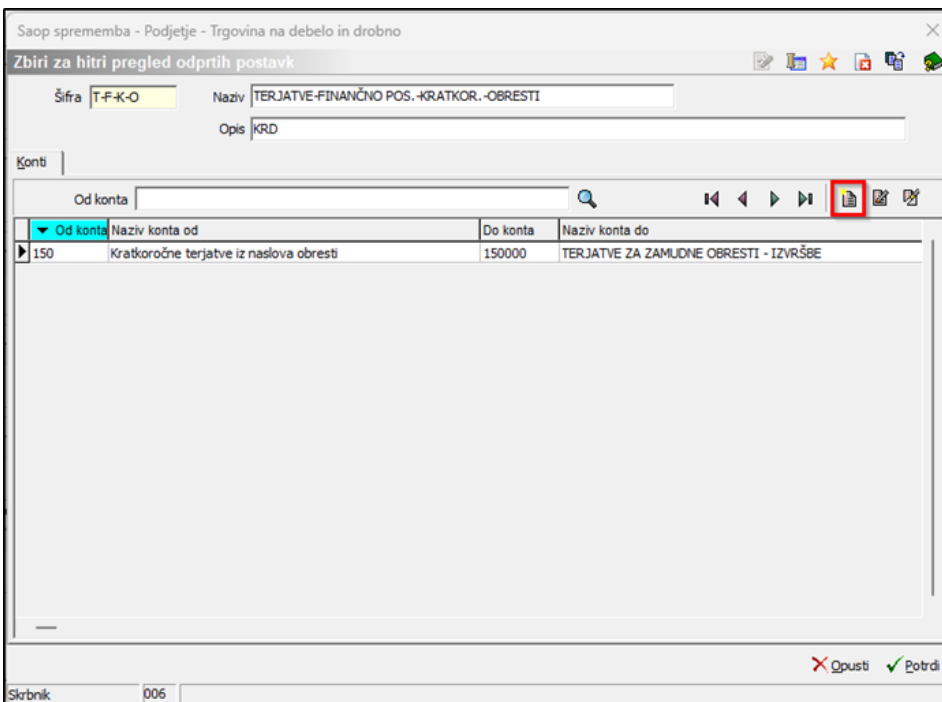 Saop sprememba - Podjetje - Trgovina na debelo in drobno
Zbiri za hitri pregled odprtih postavk
Šifra T-F-K-O Naziv TERJATVE-FINANČNO POS.-KRATKOR.-OBRESTI
Opis KRD
Konti
Od konta
Od konta Naziv konta od Do konta Naziv konta do
150 Kratkoročne terjatve iz naslova obresti 150000 TERJATVE ZA ZAMUDNE OBRESTI - IZVRŠBE
Opusti Potrdi
Skrbnik 006